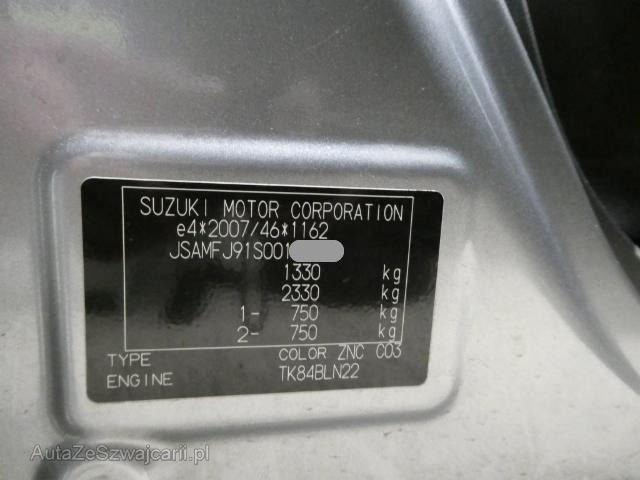 SUZUKI MOTOR CORPORATION
e4*2007/46*1162
JSAMFJ91S001
1330 kg
2330 kg
1- 750 kg
2- 750 kg
TYPE COLOR ZNC C03
ENGINE TK84BLN22
AutaZeSzwajcarii.pl